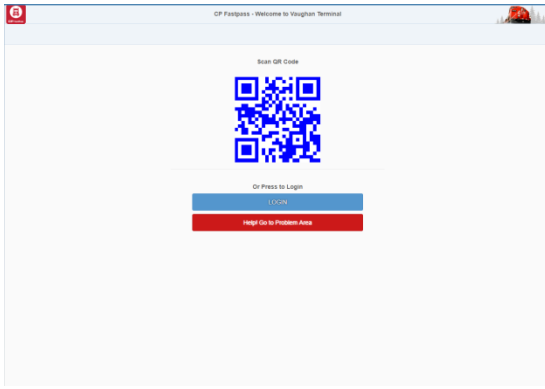 CP Fastpass - Welcome to Vaughan Terminal
Scan QR Code
Or Press to Login
LOGIN
Help! Go to Problem Area